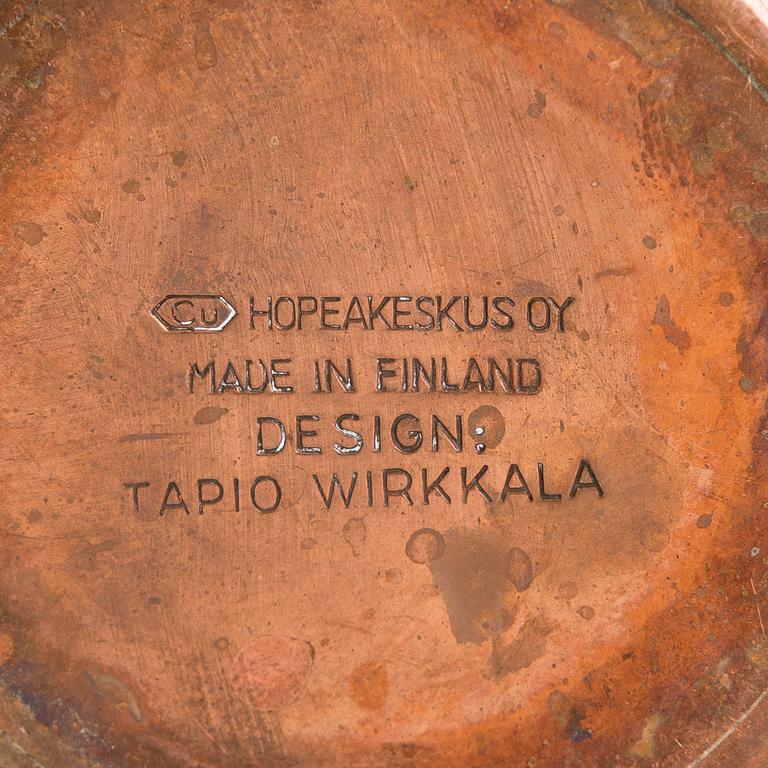 Cu HOPEAKESKUS OY
MADE IN FINLAND
DESIGN:
TAPIO WIRKKALA